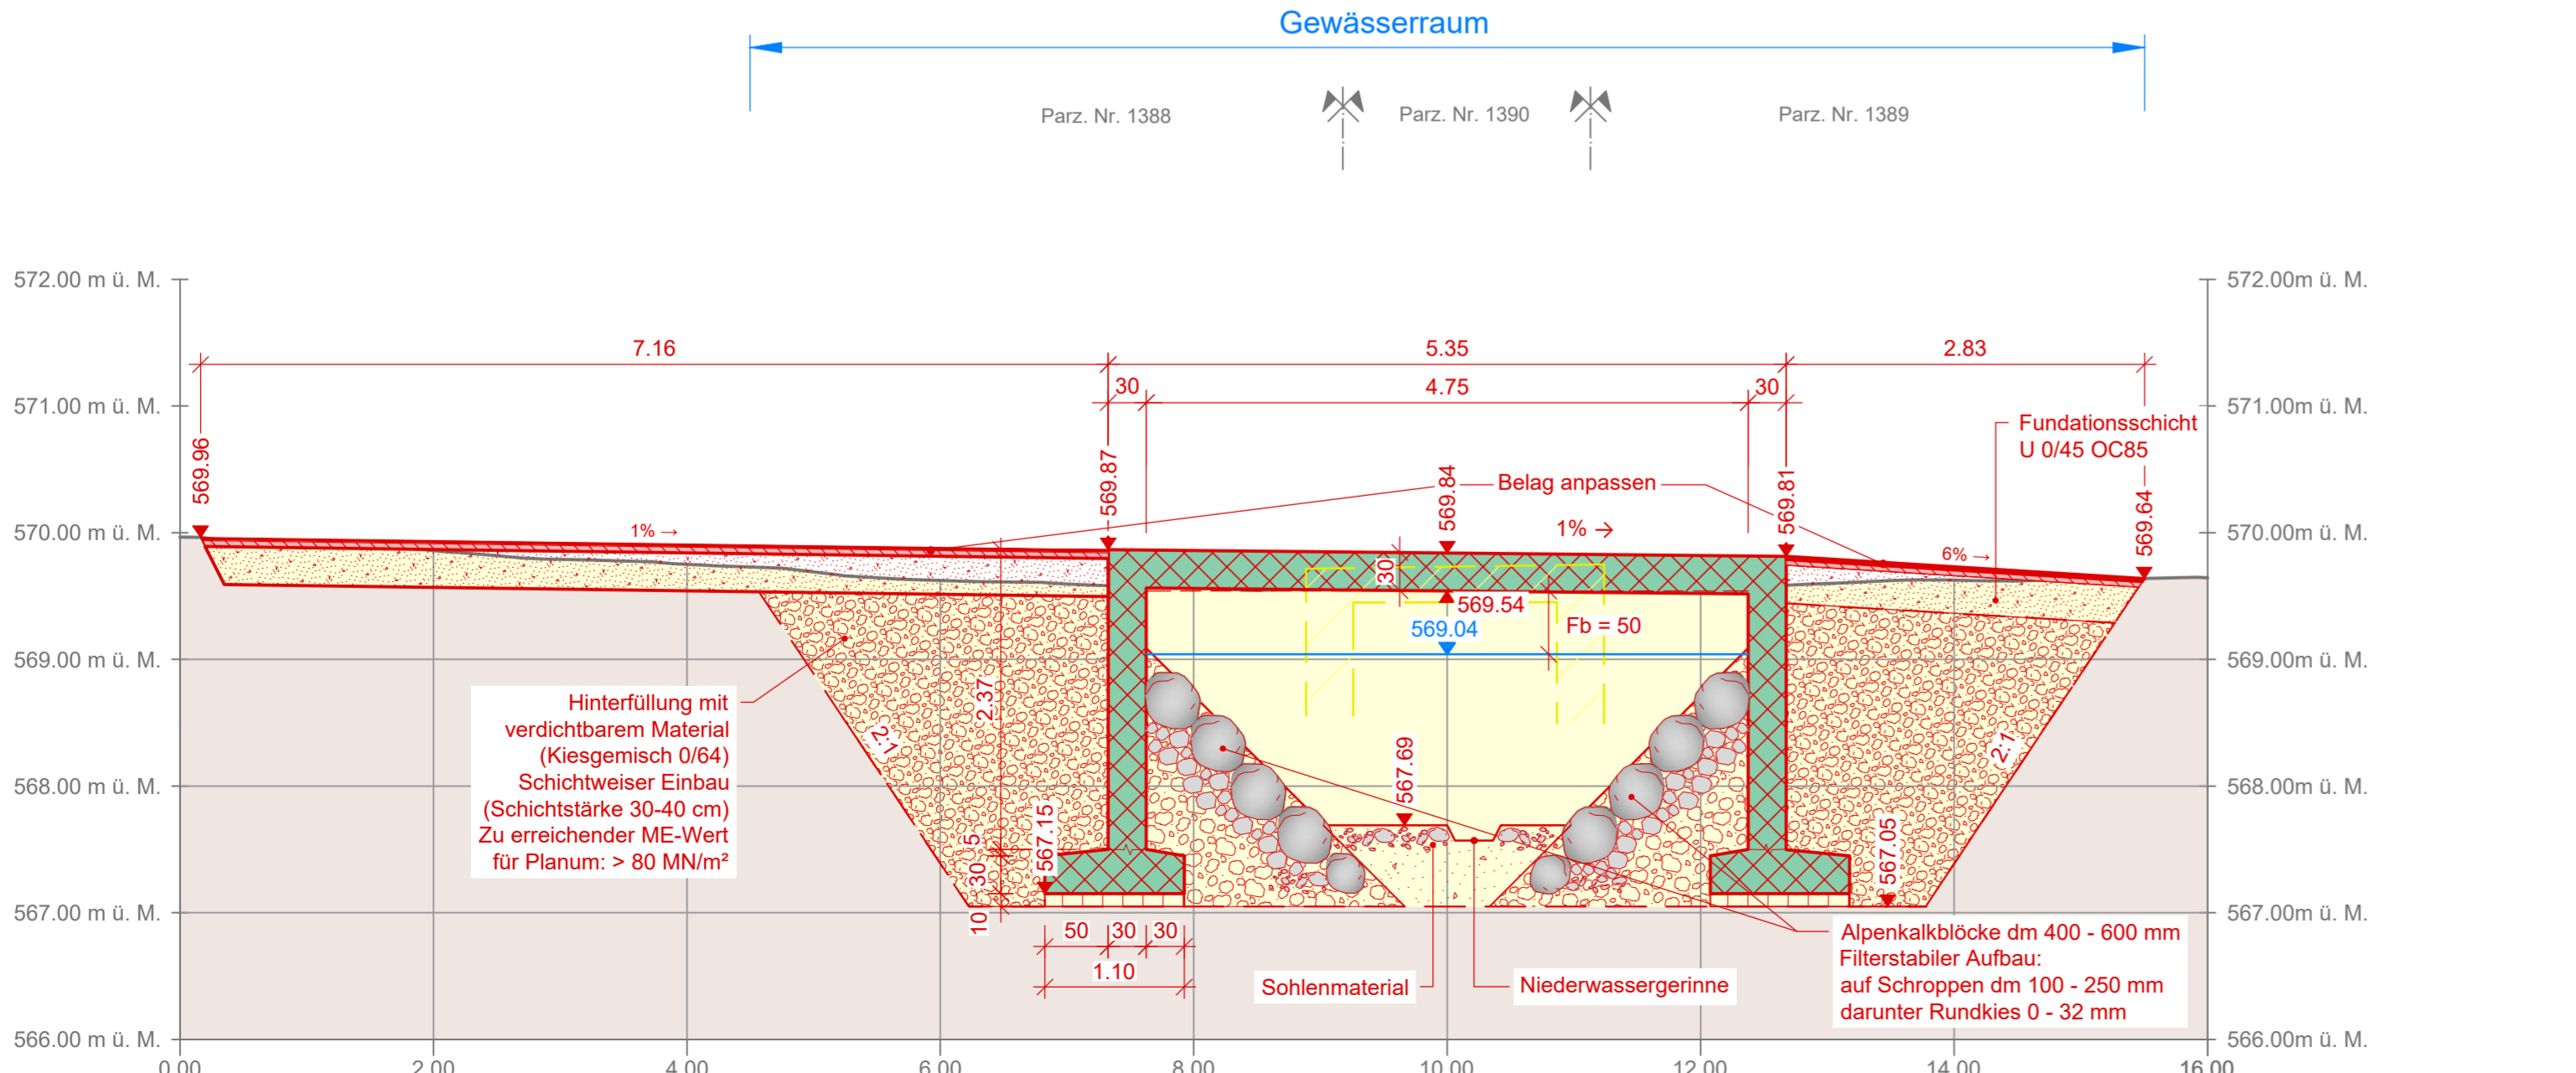 Gewässerraum
Parz. Nr. 1388
Parz. Nr. 1390
Parz. Nr. 1389
572.00 m ü. M.
572.00m ü. M.
7.16
5.35
2.83
30
4.75
30
571.00 m ü. M.
571.00m ü. M.
Fundationsschicht
U 0/45 OC85
569.96
569.87
569.84
Belag anpassen
569.81
569.64
570.00 m ü. M.
1% →
1% →
570.00m ü. M.
6% →
30
569.54
569.04
Fb = 50
569.00 m ü. M.
569.00m ü. M.
Hinterfüllung mit
verdichtbarem Material
(Kiesgemisch 0/64)
Schichtweiser Einbau
(Schichtstärke 30-40 cm)
Zu erreichender ME-Wert
für Planum: > 80 MN/m²
2.37
2:1
2:1
567.69
568.00 m ü. M.
568.00m ü. M.
5
30
10
567.15
567.05
567.00 m ü. M.
567.00m ü. M.
50
30
30
1.10
Sohlenmaterial
Niederwassergerinne
Alpenkalkblöcke dm 400 - 600 mm
Filterstabiler Aufbau:
auf Schroppen dm 100 - 250 mm
darunter Rundkies 0 - 32 mm
566.00 m ü. M.
566.00m ü. M.
0.00
2.00
4.00
6.00
8.00
10.00
12.00
14.00
16.00